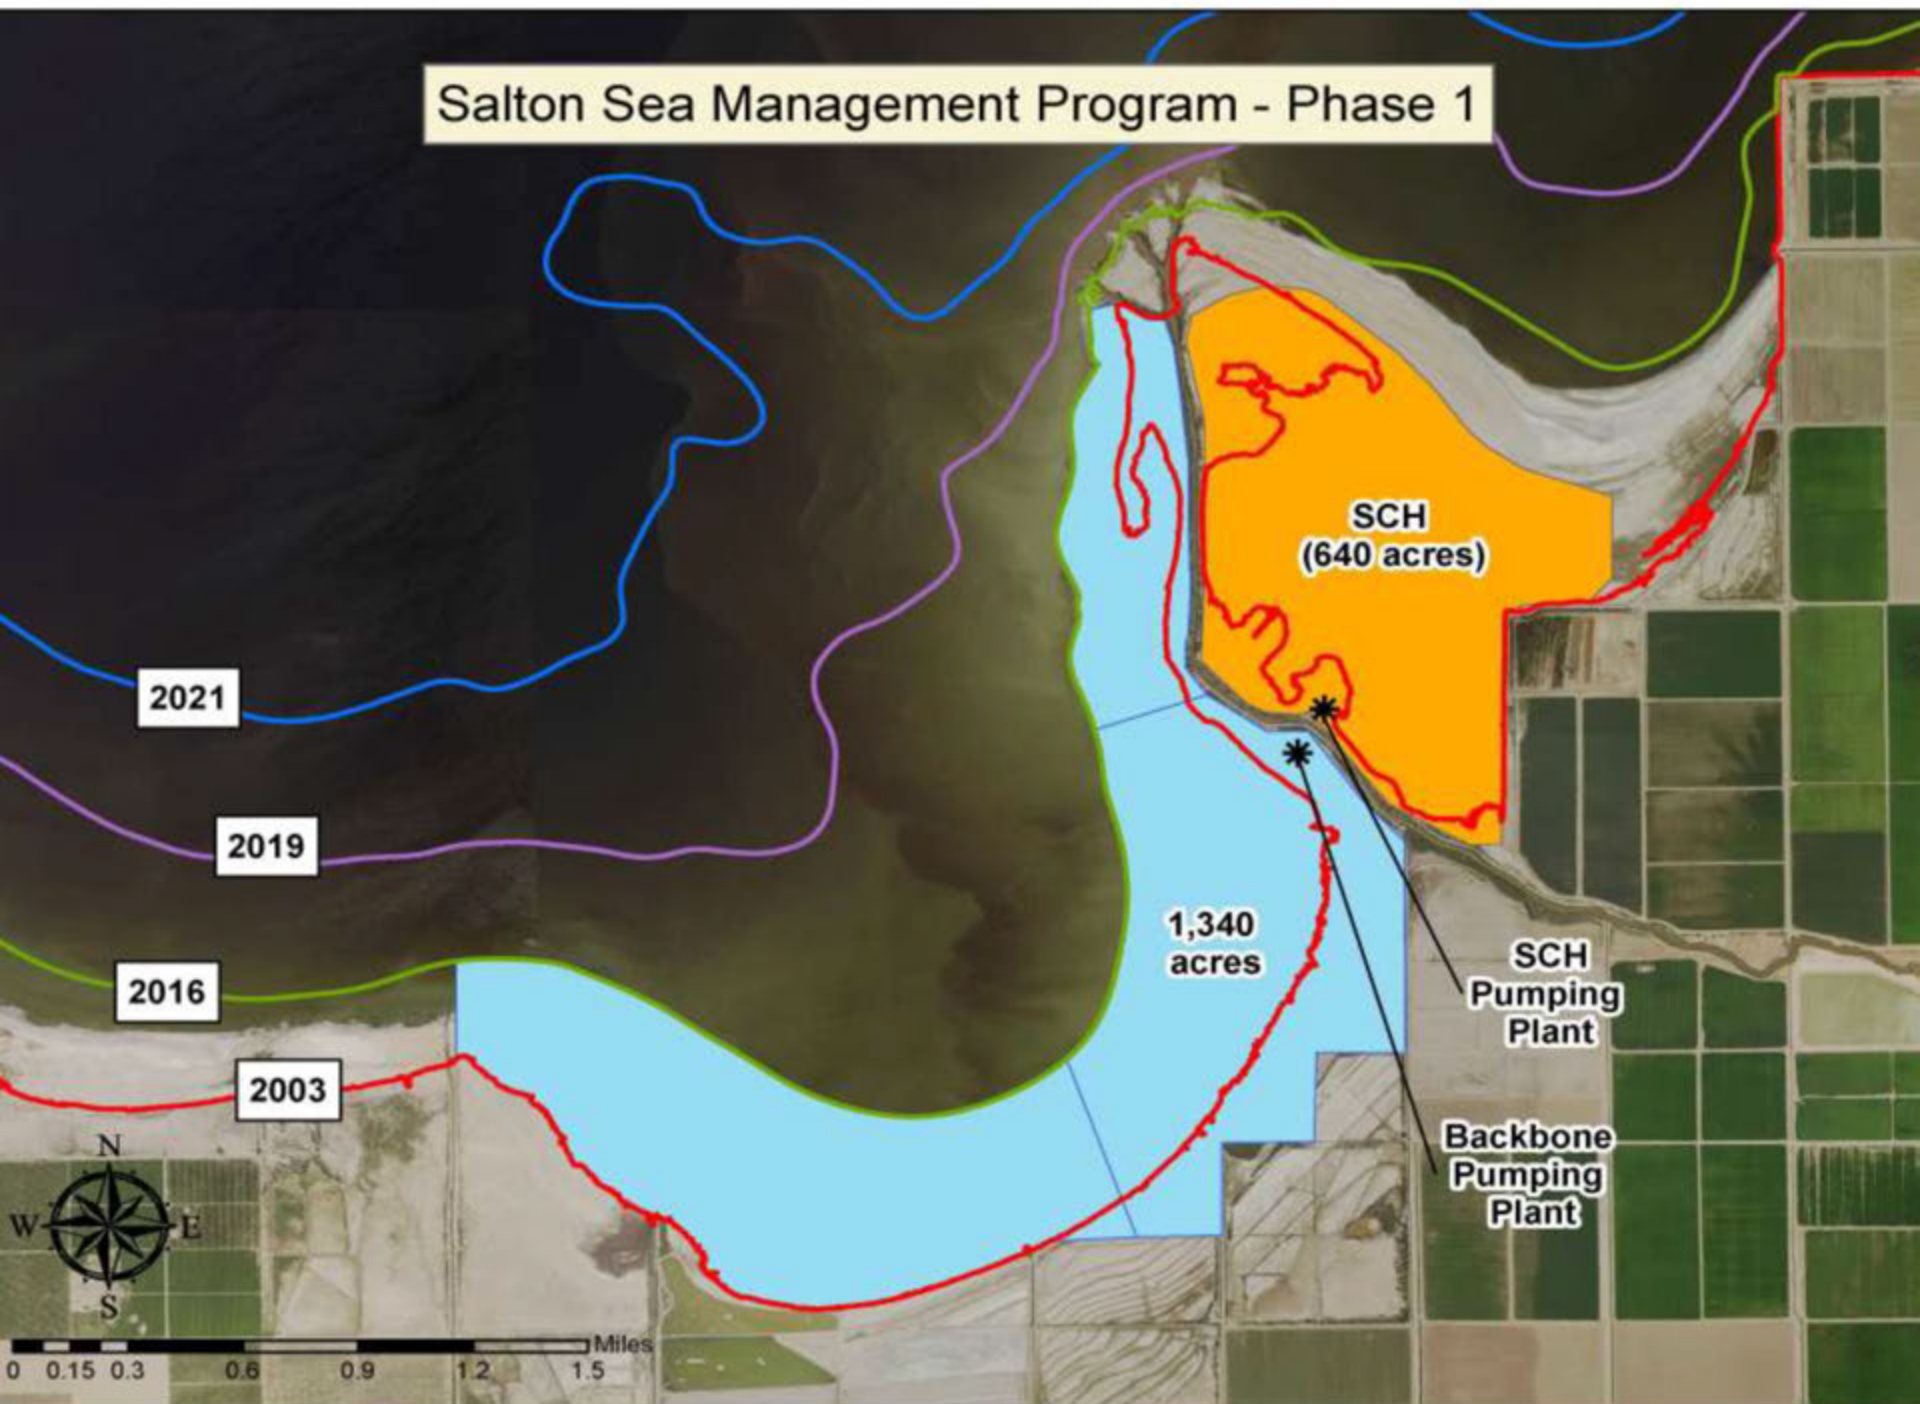 Salton Sea Management Program - Phase 1
SCH
(640 acres)
2021
2019
2016
2003
1,340
acres
SCH
Pumping
Plant
Backbone
Pumping
Plant
N
W E
S
Miles
0 0.15 0.3 0.6 0.9 1.2 1.5